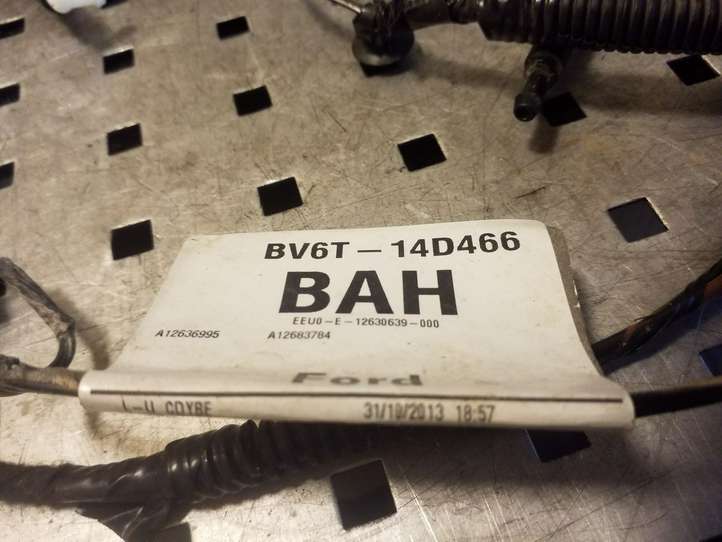 BV6T-14D466
BAH
EEU0-E-12630639-000
A12636995 A12683784
Ford
31/10/2013 18:57